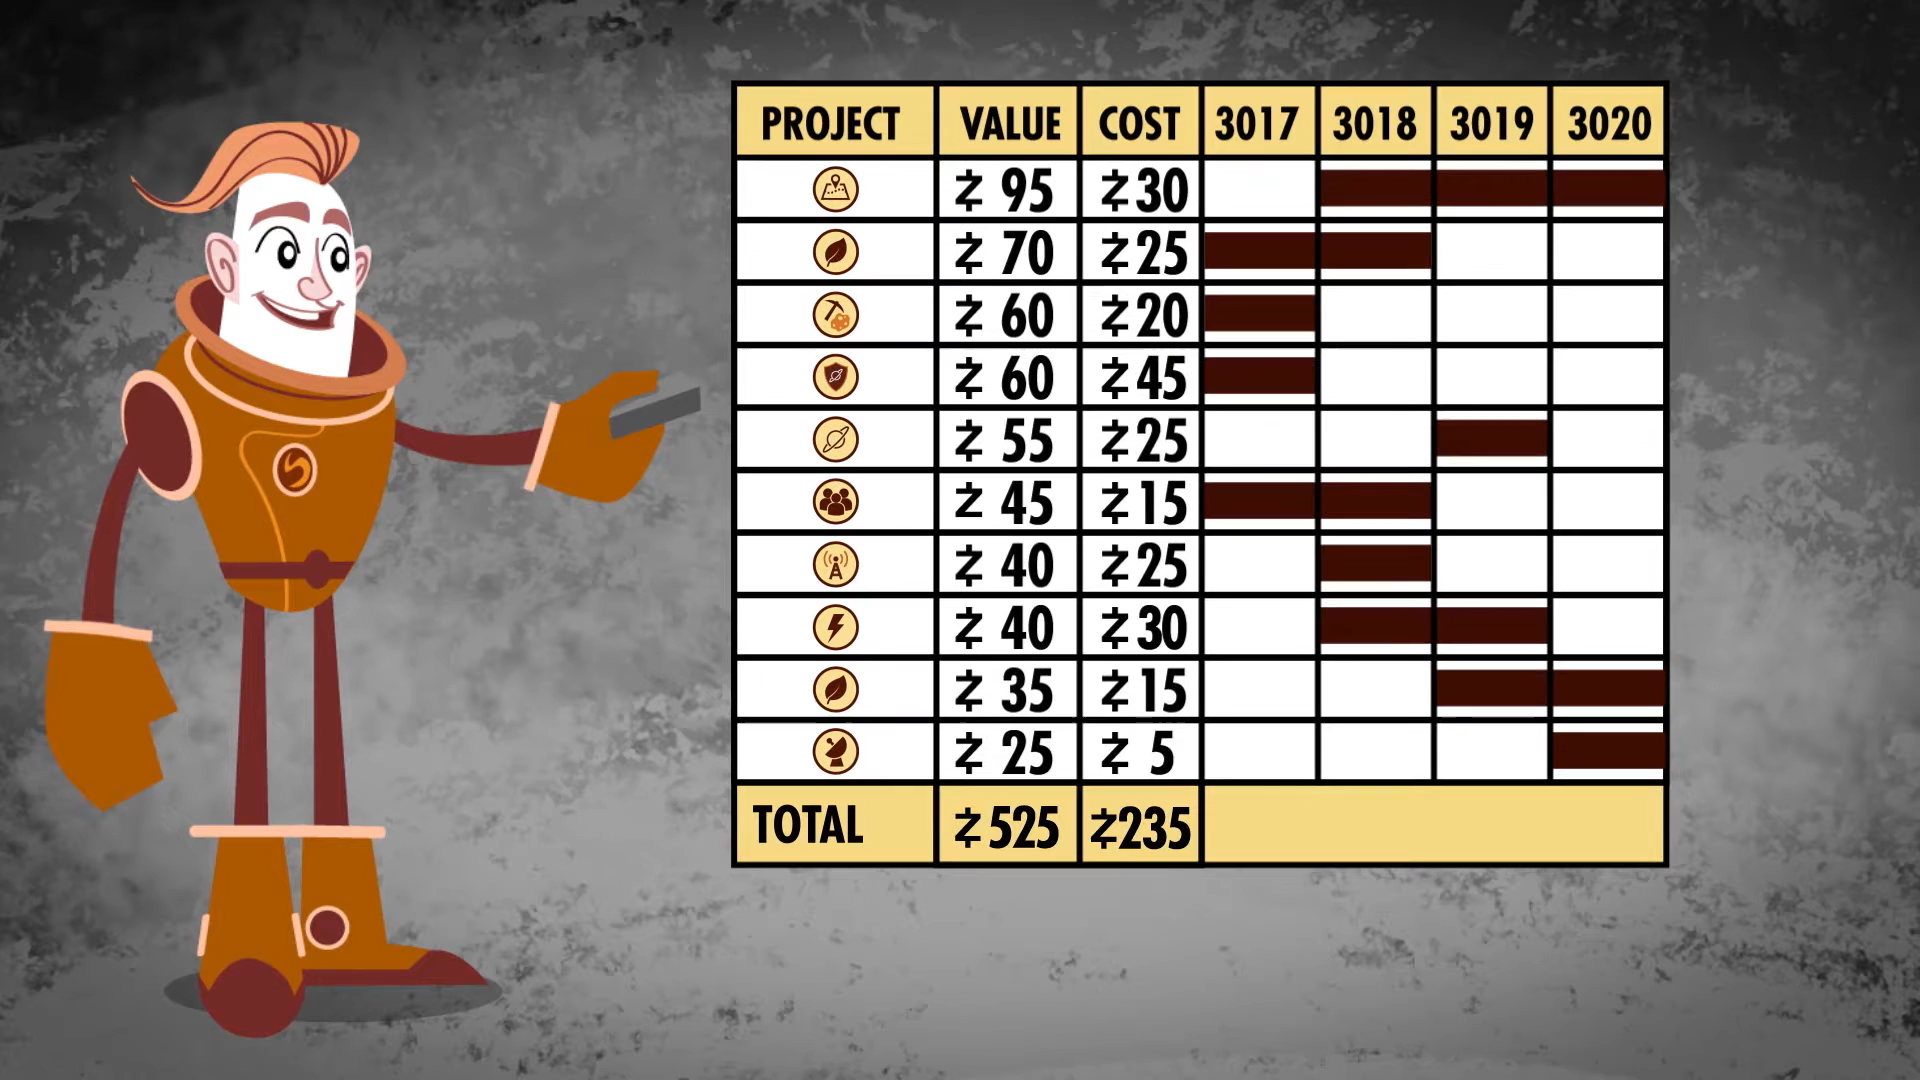 PROJECT VALUE COST 3017 3018 3019 3020
Ƶ 95 Ƶ30
Ƶ 70 Ƶ25
Ƶ 60 Ƶ20
Ƶ 60 Ƶ45
Ƶ 55 Ƶ25
Ƶ 45 Ƶ15
Ƶ 40 Ƶ25
Ƶ 40 Ƶ30
Ƶ 35 Ƶ15
Ƶ 25 Ƶ 5
TOTAL Ƶ525 Ƶ235